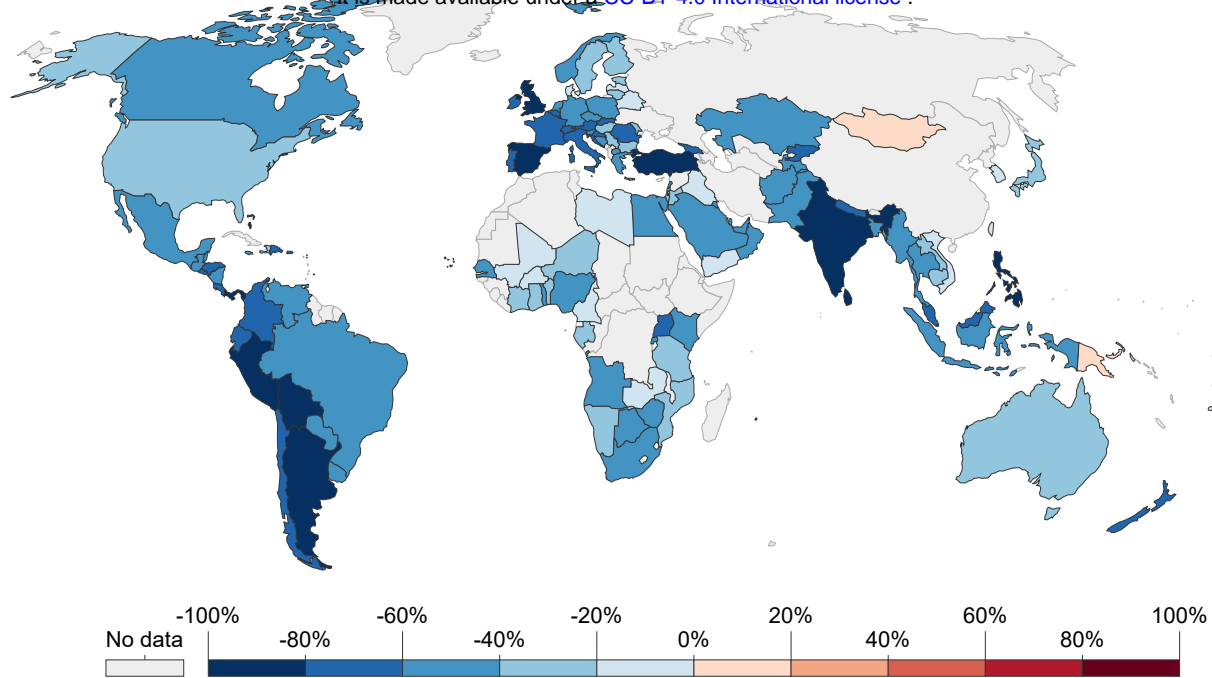 It is made available under a CC-BY 4.0 International license .
-100% -60% -20% 20% 60% 100%
No data -80% -40% 0% 40% 80%